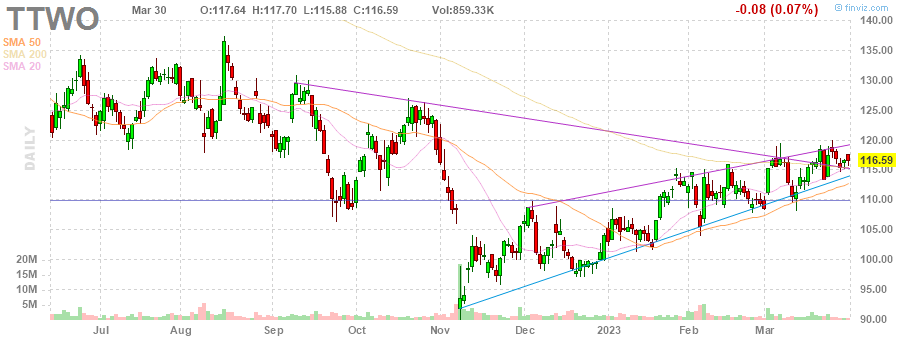 TTWO Mar 30 O:117.64 H:117.70 L:115.88 C:116.59 Vol:859.33K -0.08 (0.07%) @ finviz.com
SMA 50
SMA 200
SMA 20
DAILY
140.00
135.00
130.00
125.00
120.00
116.59
115.00
110.00
105.00
100.00
95.00
90.00
20M
15M
10M
5M
Jul Aug Sep Oct Nov Dec 2023 Feb Mar